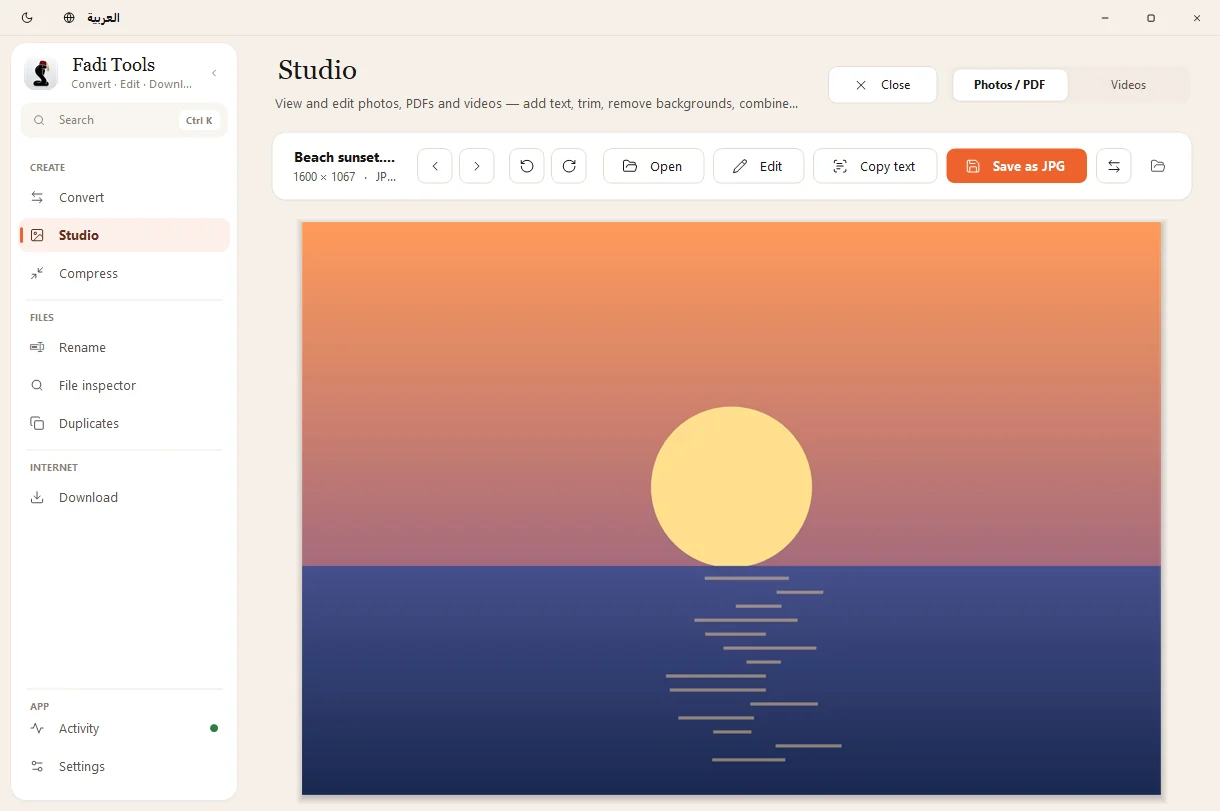 العربية
Fadi Tools
Convert · Edit · Downl...
Search
Ctrl K
CREATE
Convert
Studio
Compress
FILES
Rename
File inspector
Duplicates
INTERNET
Download
APP
Activity
Settings
Studio
View and edit photos, PDFs and videos — add text, trim, remove backgrounds, combine...
Close
Photos / PDF
Videos
Beach sunset....
1600 × 1067 · JP...
Open
Edit
Copy text
Save as JPG